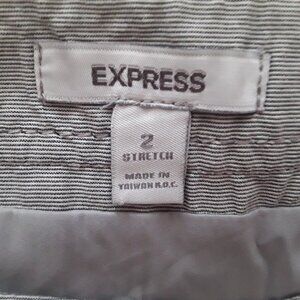 EXPRESS
2
STRETCH
MADE IN
TAIWAN R.O.C.